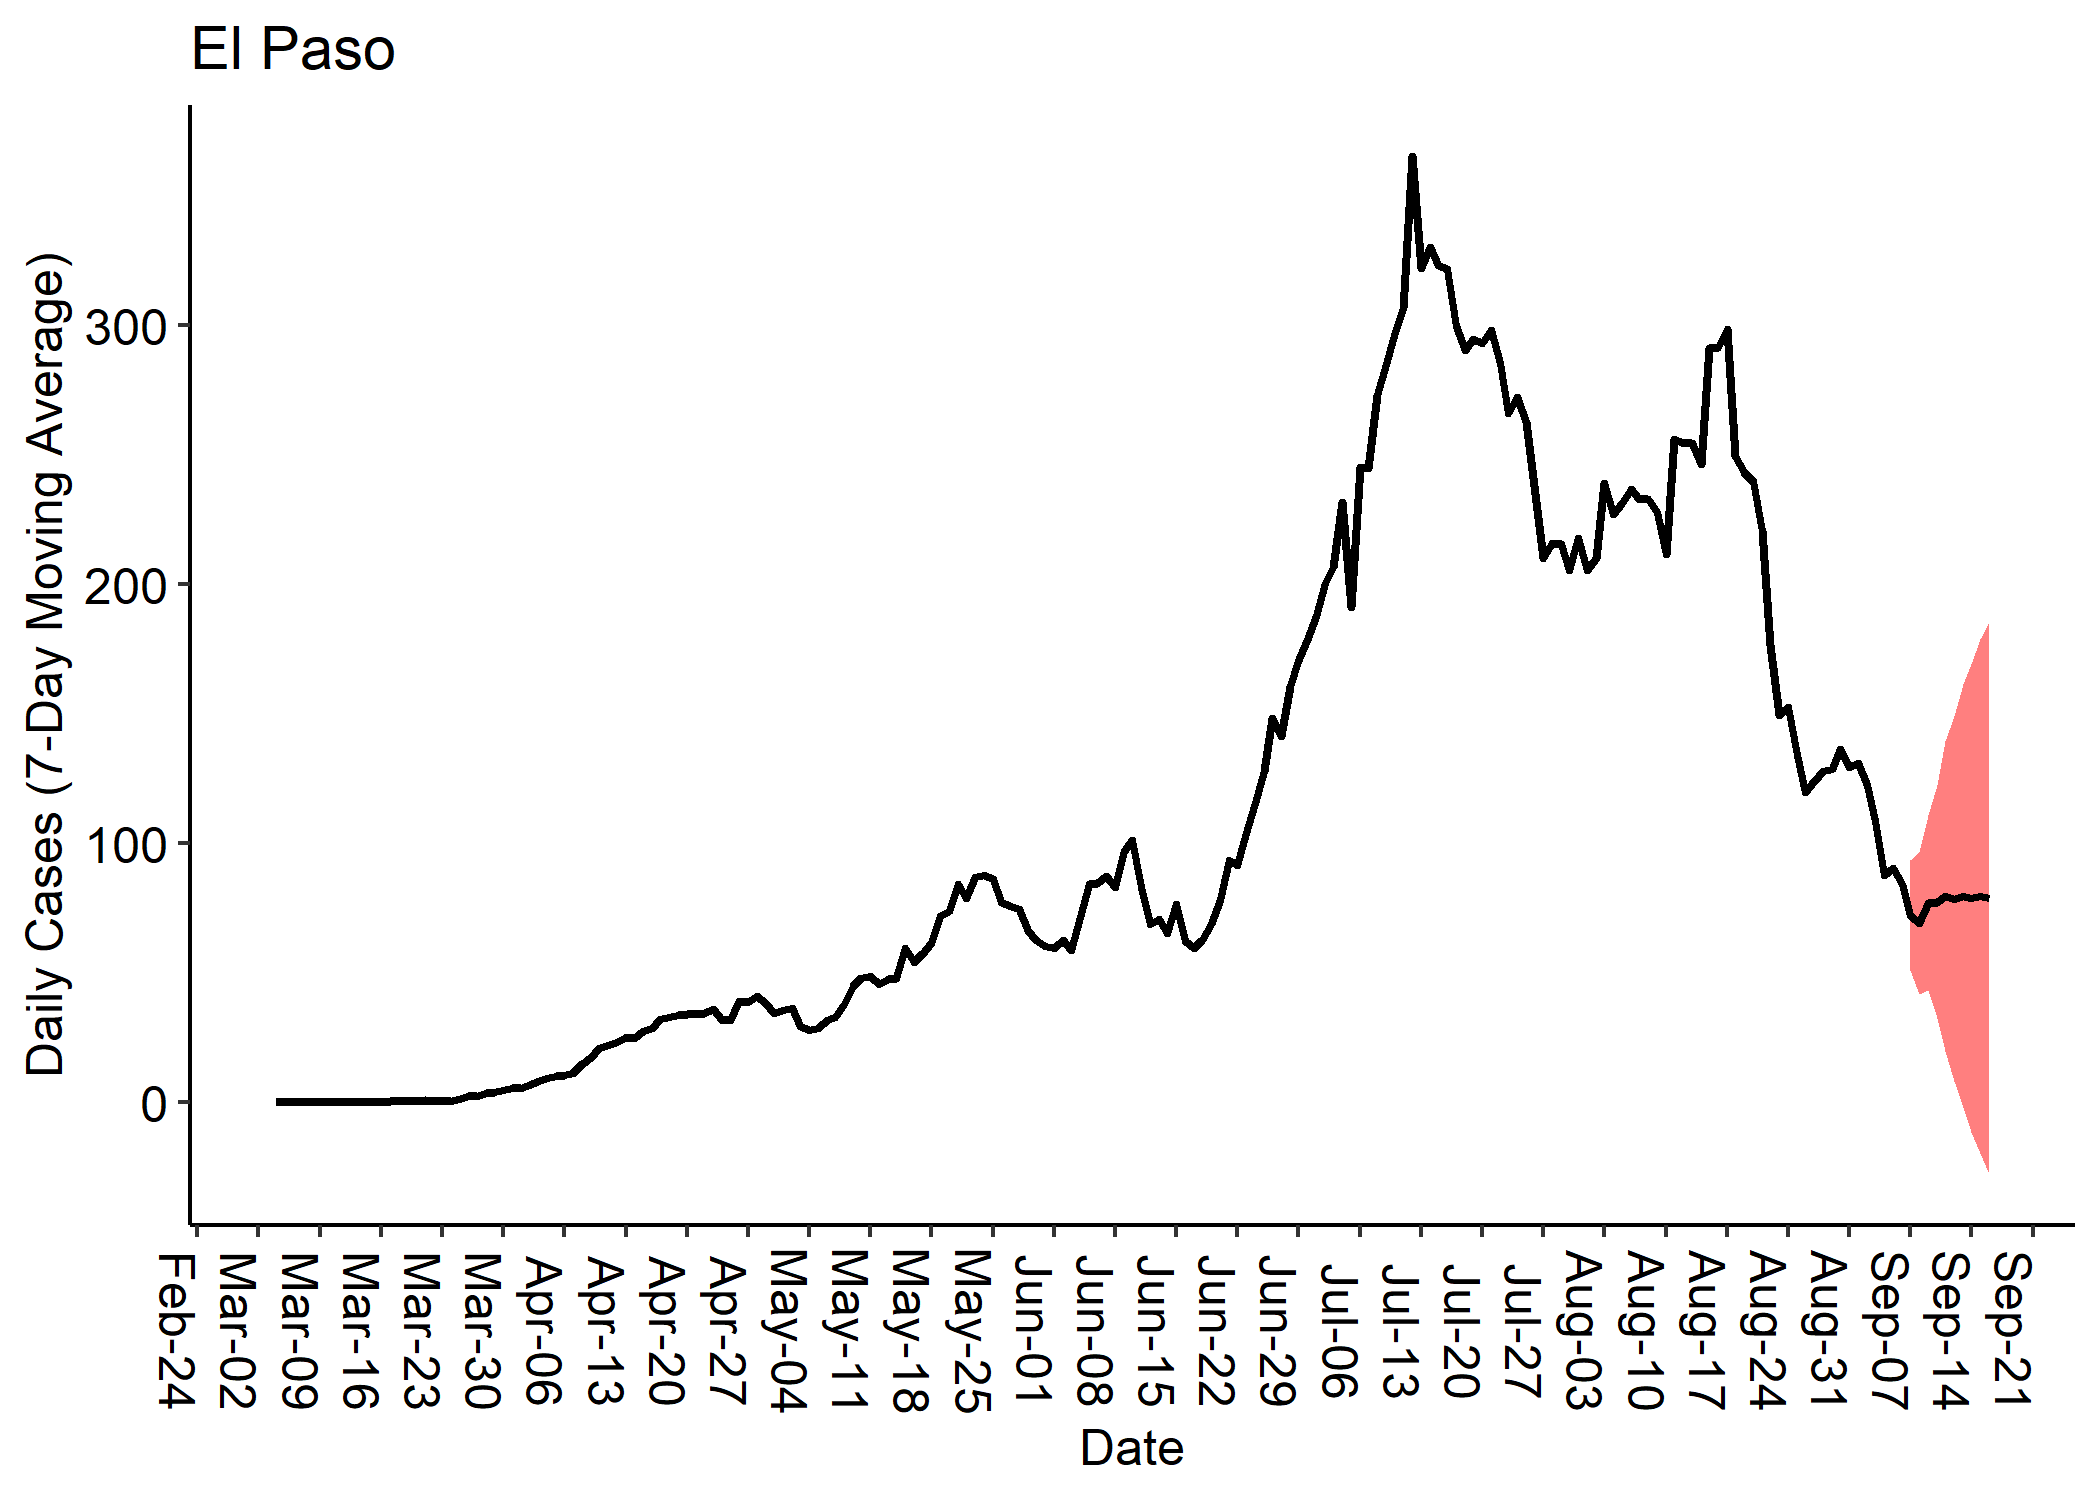 El Paso
Daily Cases (7-Day Moving Average)
300
200
100
0
Feb-24
Mar-02
Mar-09
Mar-16
Mar-23
Mar-30
Apr-06
Apr-13
Apr-20
Apr-27
May-04
May-11
May-18
May-25
Jun-01
Jun-08
Jun-15
Jun-22
Jun-29
Jul-06
Jul-13
Jul-20
Jul-27
Aug-03
Aug-10
Aug-17
Aug-24
Aug-31
Sep-07
Sep-14
Sep-21
Date